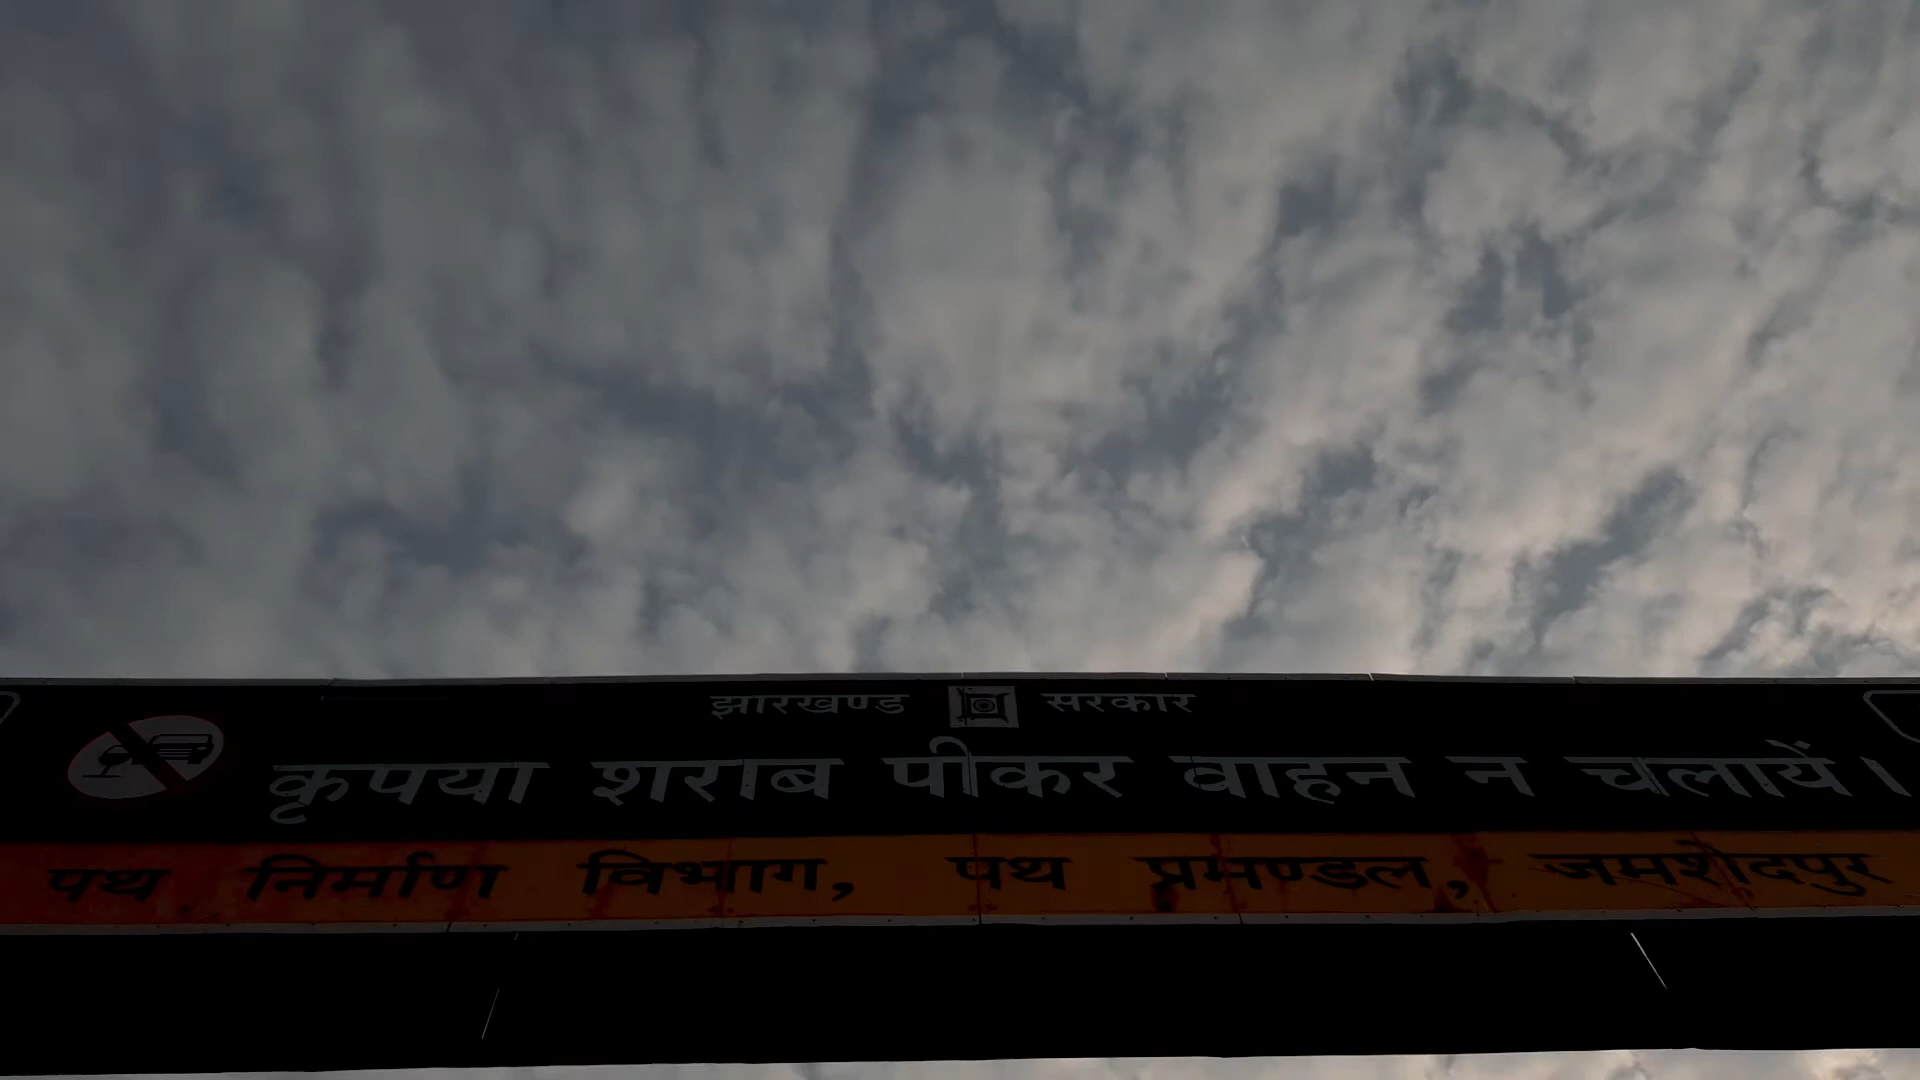 झारखण्ड सरकार
कृपया शराब पीकर वाहन न चलायें।
पथ निर्माण विभाग, पथ प्रमण्डल, जमशेदपुर